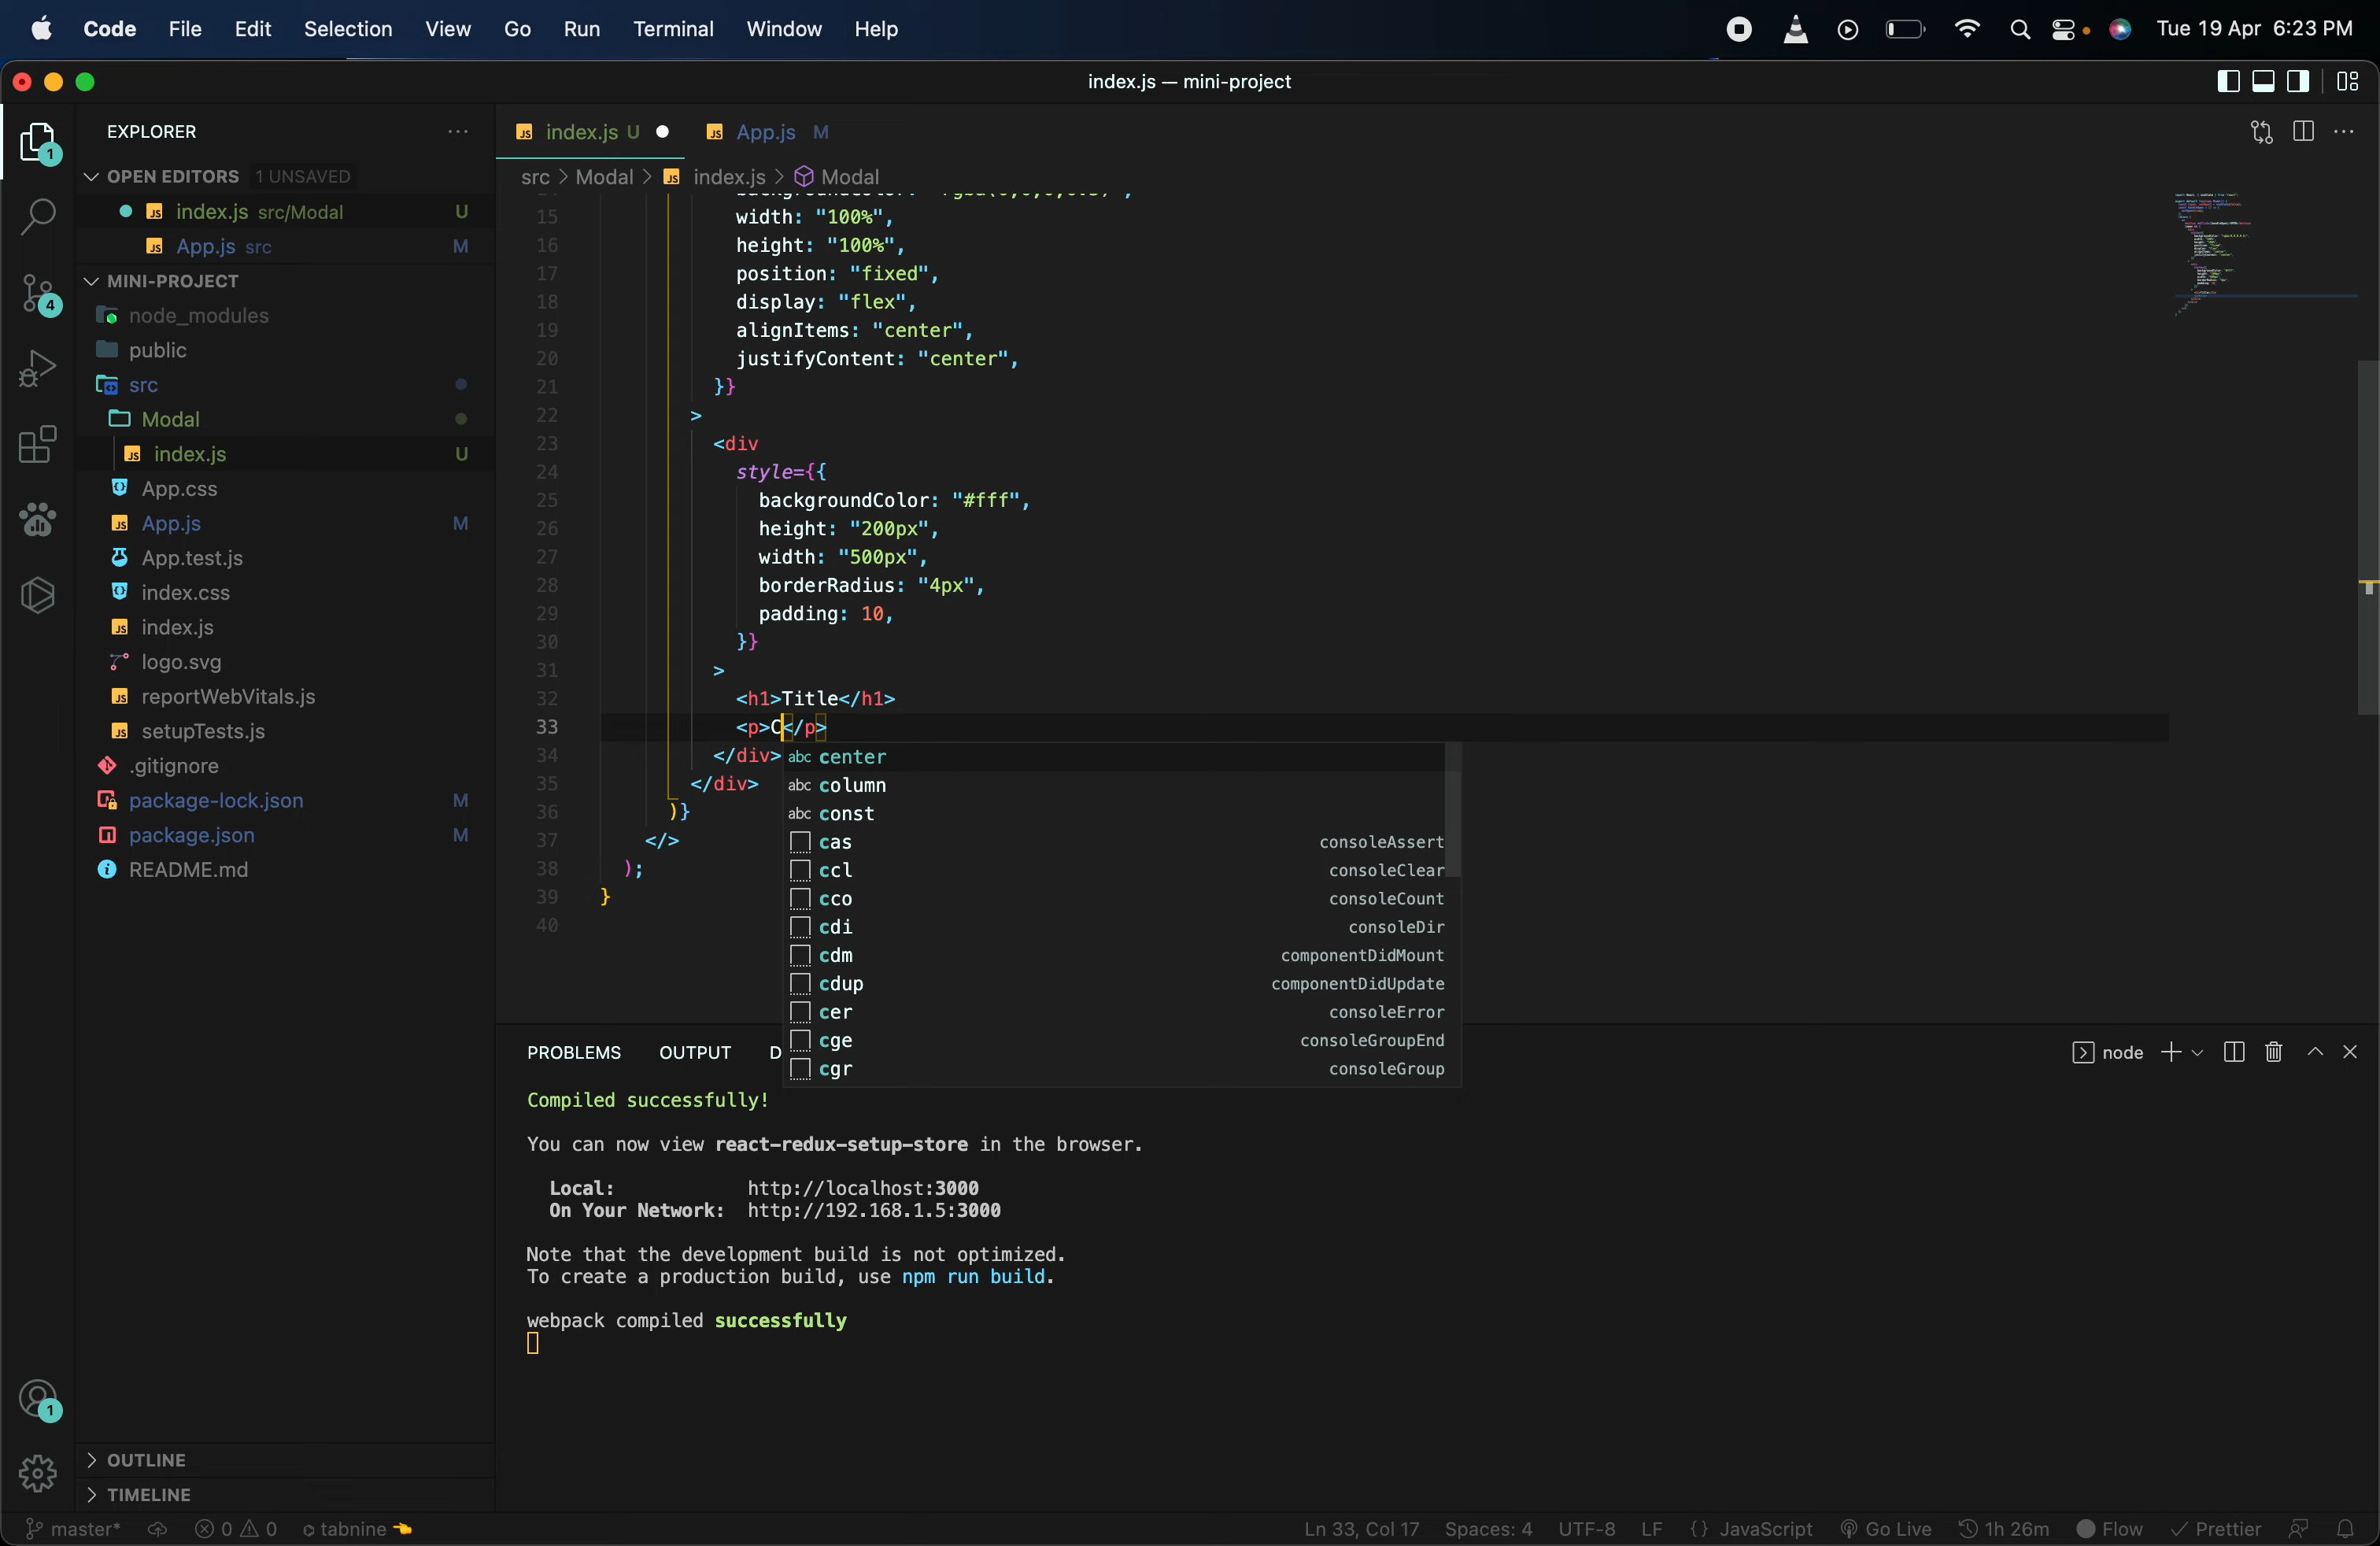 Code File Edit Selection View Go Run Terminal Window Help Tue 19 Apr 6:23 PM
index.js — mini-project
EXPLORER
OPEN EDITORS 1 UNSAVED
index.js src/Modal U
App.js src M
MINI-PROJECT
node_modules
public
src
Modal
index.js U
App.css
App.js M
App.test.js
index.css
index.js
logo.svg
reportWebVitals.js
setupTests.js
.gitignore
package-lock.json M
package.json M
README.md
OUTLINE
TIMELINE
1
4
1
index.js U App.js M
src > Modal > index.js > Modal
15 width: "100%",
16 height: "100%",
17 position: "fixed",
18 display: "flex",
19 alignItems: "center",
20 justifyContent: "center",
21 }}
22 >
23 <div
24 style={{
25 backgroundColor: "#fff",
26 height: "200px",
27 width: "500px",
28 borderRadius: "4px",
29 padding: 10,
30 }}
31 >
32 <h1>Title</h1>
33 <p>C</p>
34 </div>
35 </div>
36 )}
37 </>
38 );
39 }
40
abc center
abc column
abc const
cas consoleAssert
ccl consoleClear
cco consoleCount
cdi consoleDir
cdm componentDidMount
cdup componentDidUpdate
cer consoleError
cge consoleGroupEnd
cgr consoleGroup
PROBLEMS OUTPUT D node
Compiled successfully!
You can now view react-redux-setup-store in the browser.
Local: http://localhost:3000
On Your Network: http://192.168.1.5:3000
Note that the development build is not optimized.
To create a production build, use npm run build.
webpack compiled successfully
master* 0 0 tabnine Ln 33, Col 17 Spaces: 4 UTF-8 LF {} JavaScript Go Live 1h 26m Flow Prettier